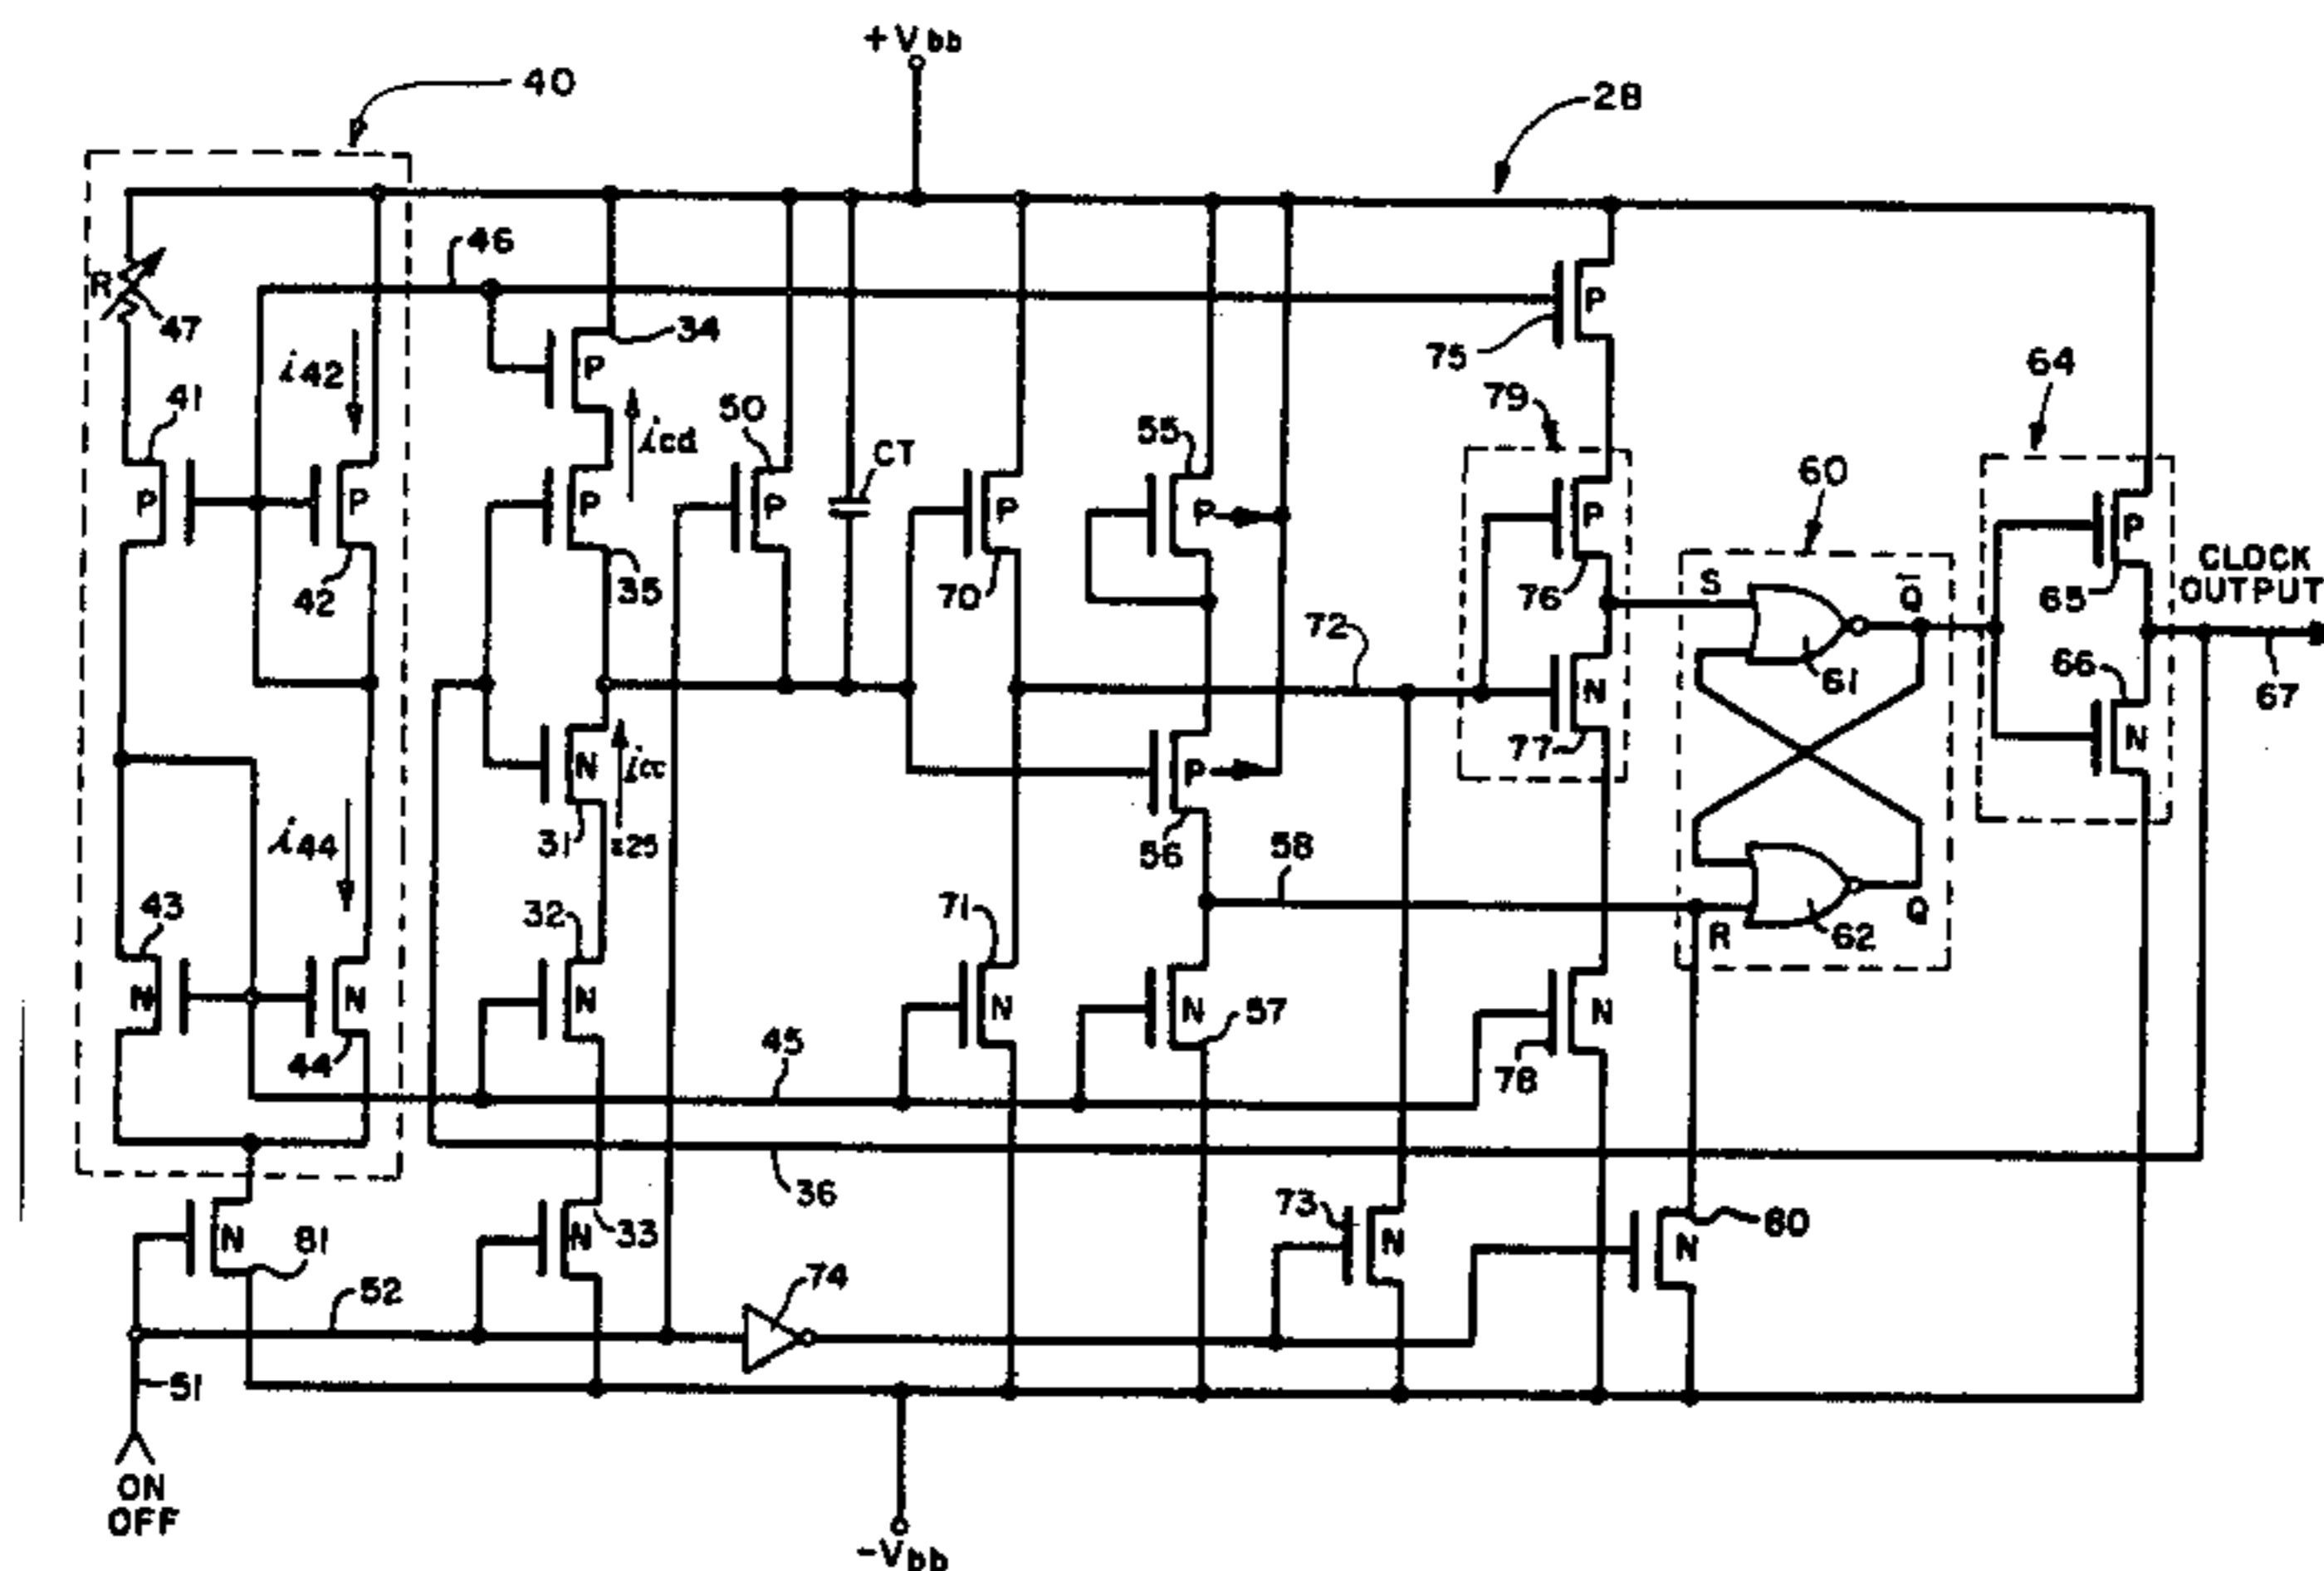 +Vbb
40
28
46
R
47
34
i42
41
75
64
50
icd
79
55
60
CT
P
P
P
P
P
P
P
P
P
42
35
70
76
S
Q̄
65
CLOCK
OUTPUT
72
61
66
67
N
icc
P
N
77
N
31
≈25
56
i44
58
43
32
71
R
62
Q
N
N
N
N
N
N
57
44
45
78
36
73
N
81
N
33
N
N
80
52
74
51
ON
OFF
-Vbb